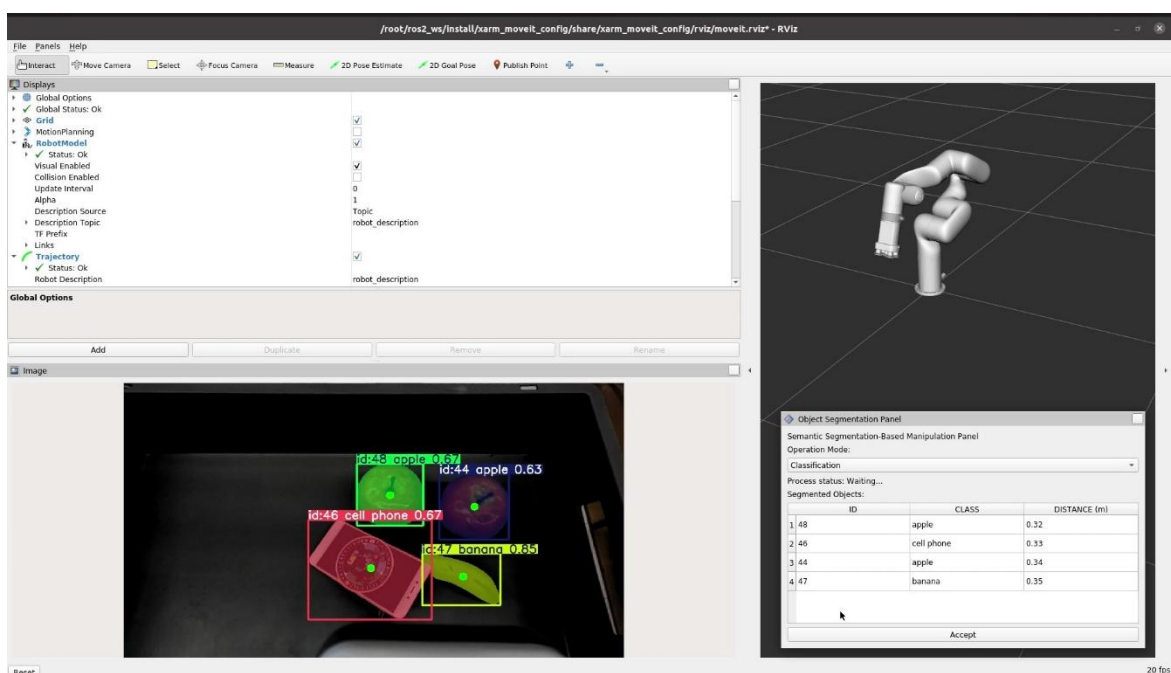 /root/ros2_ws/install/xarm_moveit_config/share/xarm_moveit_config/rviz/moveit.rviz* - RViz
File Panels Help
Interact Move Camera Select Focus Camera Measure 2D Pose Estimate 2D Goal Pose Publish Point
Displays
Global Options
Global Status: Ok
Grid
MotionPlanning
RobotModel
Status: Ok
Visual Enabled
Collision Enabled
Update Interval 0
Alpha 1
Description Source Topic
Description Topic robot_description
TF Prefix
Links
Trajectory
Status: Ok
Robot Description robot_description
Global Options
Add Duplicate Remove Rename
Image
id:48 apple 0.67
id:44 apple 0.63
id:46 cell phone 0.67
id:47 banana 0.85
Object Segmentation Panel
Semantic Segmentation-Based Manipulation Panel
Operation Mode:
Classification
Process status: Waiting...
Segmented Objects:
ID CLASS DISTANCE (m)
1 48 apple 0.32
2 46 cell phone 0.33
3 44 apple 0.34
4 47 banana 0.35
Accept
Reset 20 fps